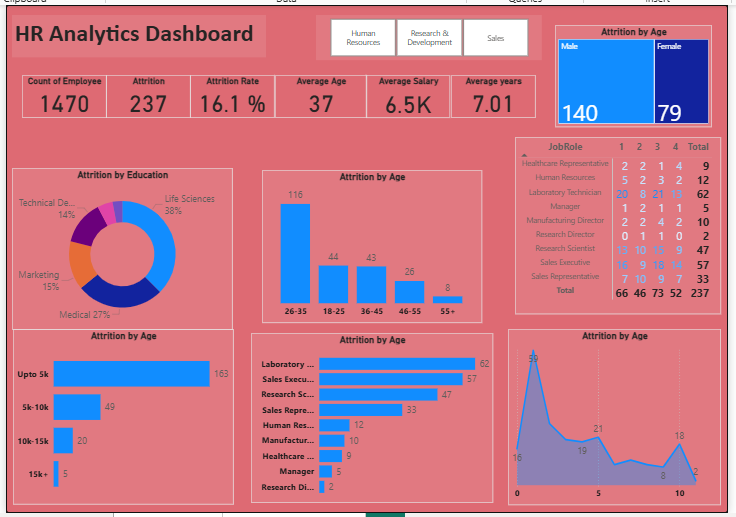 HR Analytics Dashboard
Human Resources
Research & Development
Sales
Count of Employee
1470
Attrition
237
Attrition Rate
16.1 %
Average Age
37
Average Salary
6.5K
Average years
7.01
Attrition by Age
Male
140
Female
79
JobRole 1 2 3 4 Total
Healthcare Representative 2 2 1 4 9
Human Resources 5 2 3 2 12
Laboratory Technician 20 8 21 62
Manager 1 2 1 1 5
Manufacturing Director 2 2 4 2 10
Research Director 0 1 1 0 2
Research Scientist 10 9 47
Sales Executive 16 9 18 57
Sales Representative 7 10 9 7 33
Total 66 46 73 52 237
Attrition by Education
Life Sciences
38%
Technical De...
14%
Marketing
15%
Medical 27%
Attrition by Age
116
44
43
26
8
26-35 18-25 36-45 46-55 55+
Attrition by Age
Upto 5k 163
5k-10k 49
10k-15k 20
15k+ 5
Attrition by Age
Laboratory ... 62
Sales Execu... 57
Research Sc... 47
Sales Repre... 33
Human Res... 12
Manufactur... 10
Healthcare ... 9
Manager 5
Research Di... 2
Attrition by Age
59
16
19
21
8
18
2
0 5 10